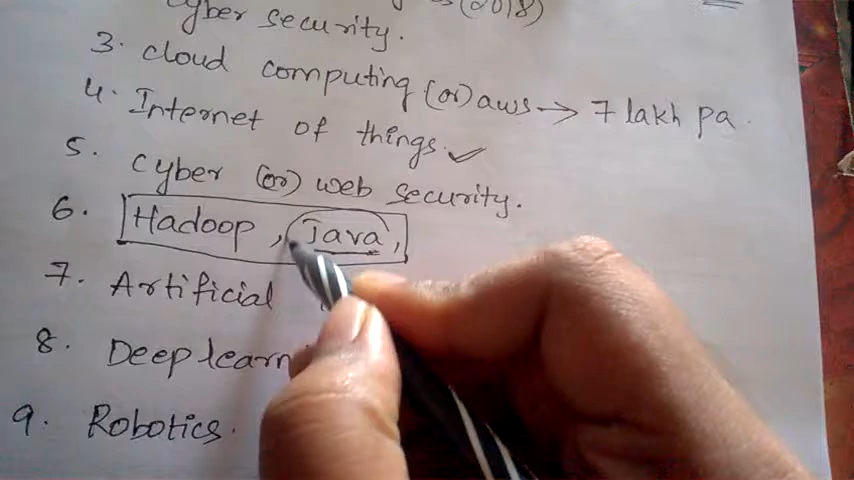 (2018)
cyber security.
3. cloud computing (or) aws → 7 lakh pa.
4. Internet of things. ✓
5. cyber (or) web security.
6. Hadoop, Java,
7. Artificial
8. Deep learn
9. Robotics.